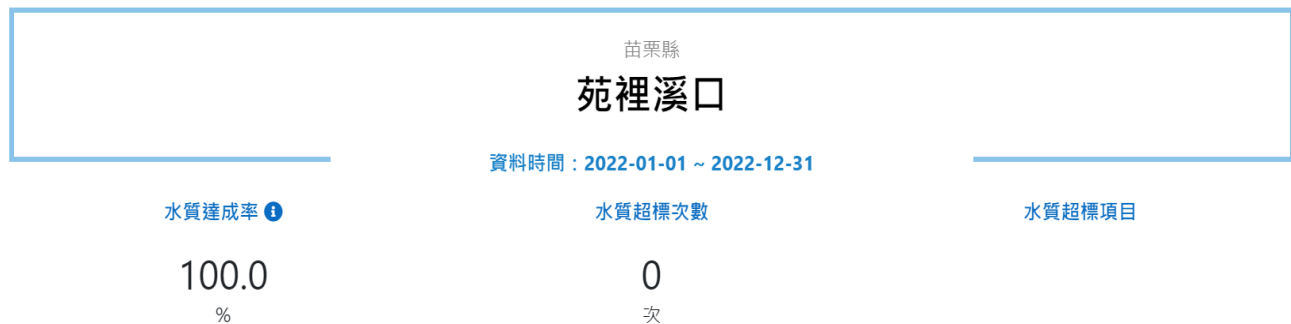 苗栗縣
苑裡溪口
資料時間：2022-01-01 ~ 2022-12-31
水質達成率 水質超標次數 水質超標項目
100.0 0
% 次